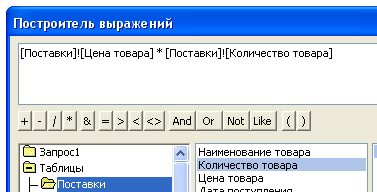 Построитель выражений
[Поставки]![Цена товара] * [Поставки]![Количество товара]
+ - / * & = > < <> And Or Not Like ( )
Запрос1
Таблицы
Поставки
Наименование товара
Количество товара
Цена товара
Дата поступления